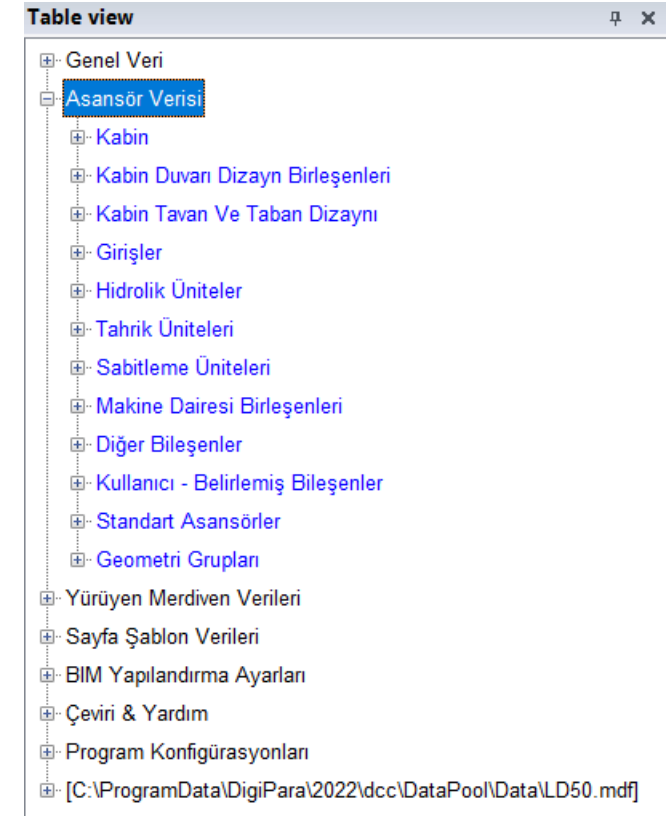 Table view
Genel Veri
Asansör Verisi
Kabin
Kabin Duvarı Dizayn Birleşenleri
Kabin Tavan Ve Taban Dizaynı
Girişler
Hidrolik Üniteler
Tahrik Üniteleri
Sabitleme Üniteleri
Makine Dairesi Birleşenleri
Diğer Bileşenler
Kullanıcı - Belirlemiş Bileşenler
Standart Asansörler
Geometri Grupları
Yürüyen Merdiven Verileri
Sayfa Şablon Verileri
BIM Yapılandırma Ayarları
Çeviri & Yardım
Program Konfigürasyonları
[C:\ProgramData\DigiPara\2022\dcc\DataPool\Data\LD50.mdf]